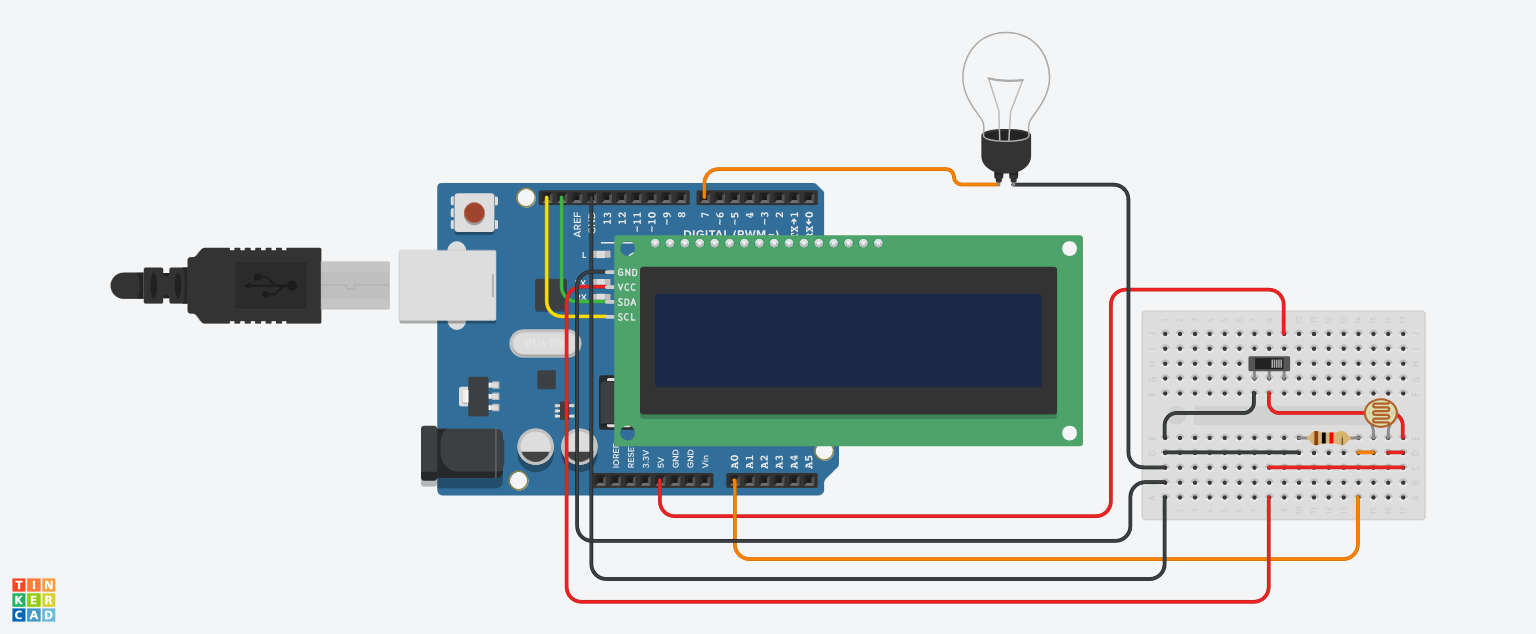 AREF
GND
13
12
~11
~10
~9
8
7
~6
~5
4
~3
2
TX→1
RX←0
DIGITAL (PWM~)
L
GND
VCC
SDA
SCL
IOREF
RESET
3.3V
5V
GND
GND
Vin
A0
A1
A2
A3
A4
A5
TIN
KER
CAD